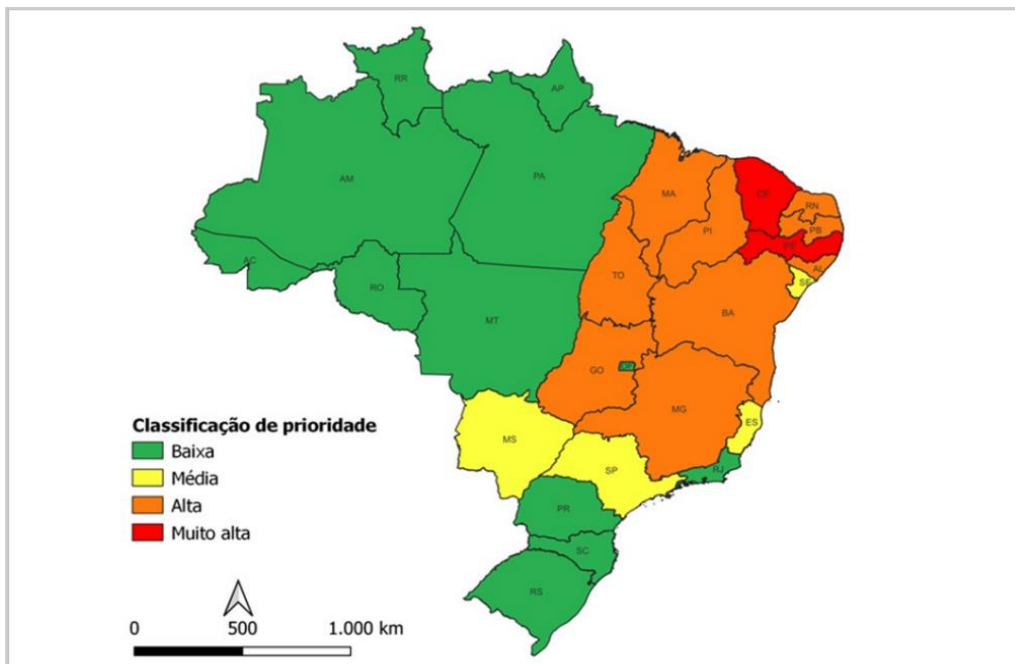 RR
AP
AM
PA
MA
CE
RN
PB
PI
PE
AL
SE
AC
RO
TO
BA
MT
GO
DF
MG
MS
ES
SP
RJ
PR
SC
RS
Classificação de prioridade
Baixa
Média
Alta
Muito alta
0 500 1.000 km